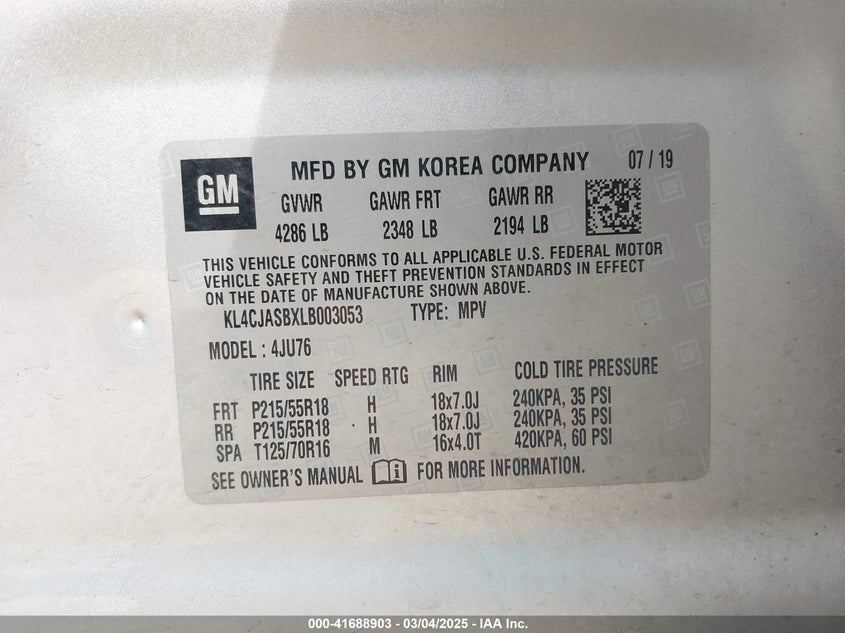 GM
MFD BY GM KOREA COMPANY 07 / 19
GVWR GAWR FRT GAWR RR
4286 LB 2348 LB 2194 LB
THIS VEHICLE CONFORMS TO ALL APPLICABLE U.S. FEDERAL MOTOR
VEHICLE SAFETY AND THEFT PREVENTION STANDARDS IN EFFECT
ON THE DATE OF MANUFACTURE SHOWN ABOVE.
KL4CJASBXLB003053 TYPE: MPV
MODEL : 4JU76
TIRE SIZE SPEED RTG RIM COLD TIRE PRESSURE
FRT P215/55R18 H 18x7.0J 240KPA, 35 PSI
RR P215/55R18 H 18x7.0J 240KPA, 35 PSI
SPA T125/70R16 M 16x4.0T 420KPA, 60 PSI
SEE OWNER'S MANUAL FOR MORE INFORMATION.
000-41688903 - 03/04/2025 - IAA Inc.